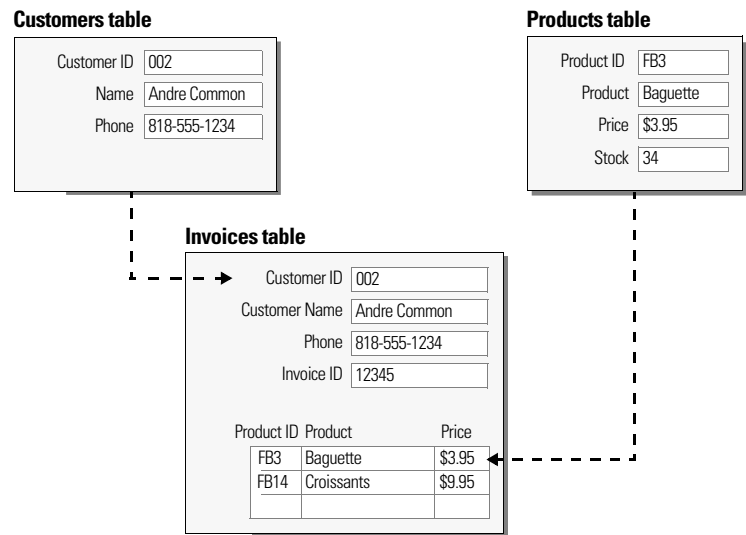 Customers table
Customer ID 002
Name Andre Common
Phone 818-555-1234
Products table
Product ID FB3
Product Baguette
Price $3.95
Stock 34
Invoices table
Customer ID 002
Customer Name Andre Common
Phone 818-555-1234
Invoice ID 12345
Product ID Product Price
FB3 Baguette $3.95
FB14 Croissants $9.95